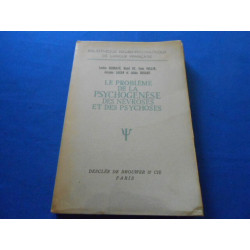 BIBLIOTHÈQUE NEURO-PSYCHIATRIQUE
DE LANGUE FRANÇAISE
LE PROBLÈME
DE LA
PSYCHOGÉNÈSE
DES NÉVROSES
ET DES PSYCHOSES
Ψ
DESCLÉE DE BROUWER & Cie
PARIS